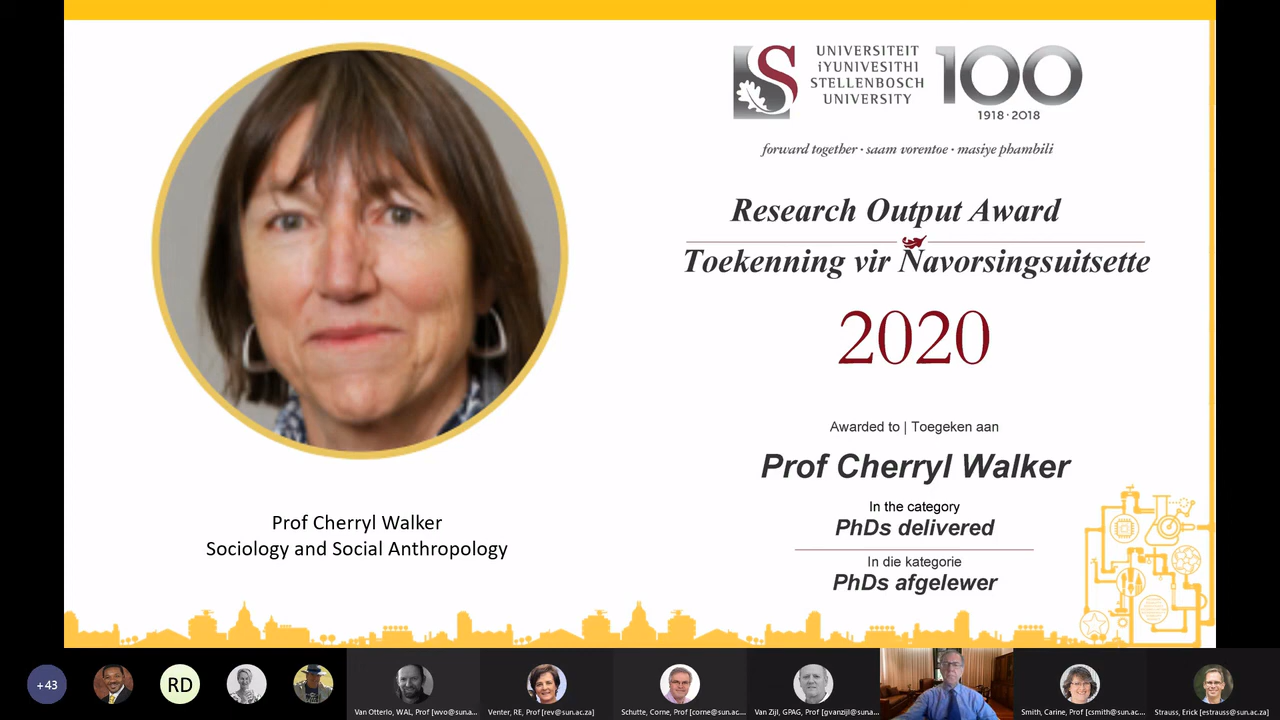 UNIVERSITEIT
iYUNIVESITHI
STELLENBOSCH
UNIVERSITY
100
1918·2018
forward together · saam vorentoe · masiye phambili
Research Output Award
Toekenning vir Navorsingsuitsette
2020
Awarded to | Toegeken aan
Prof Cherryl Walker
In the category
PhDs delivered
In die kategorie
PhDs afgelewer
Prof Cherryl Walker
Sociology and Social Anthropology
+43
RD
Van Otterlo, WAL, Prof [wvo@suna...
Venter, RE, Prof [rev@sun.ac.za]
Schutte, Corne, Prof [corne@sun.ac....
Van Zijl, GPAG, Prof [gvanzijl@suna...
Smith, Carine, Prof [csmith@sun.ac....
Strauss, Erick [estrauss@sun.ac.za]